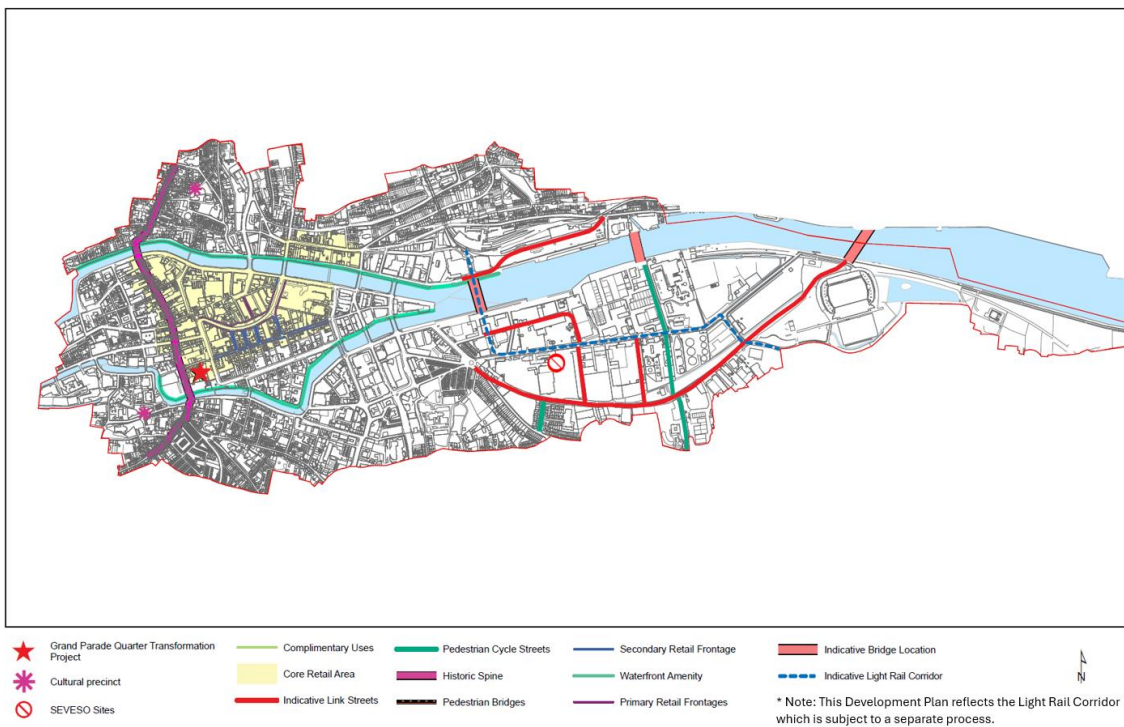 Grand Parade Quarter Transformation
Project
Cultural precinct
SEVESO Sites
Complimentary Uses
Core Retail Area
Indicative Link Streets
Pedestrian Cycle Streets
Historic Spine
Pedestrian Bridges
Secondary Retail Frontage
Waterfront Amenity
Primary Retail Frontages
Indicative Bridge Location
Indicative Light Rail Corridor
* Note: This Development Plan reflects the Light Rail Corridor
which is subject to a separate process.
N